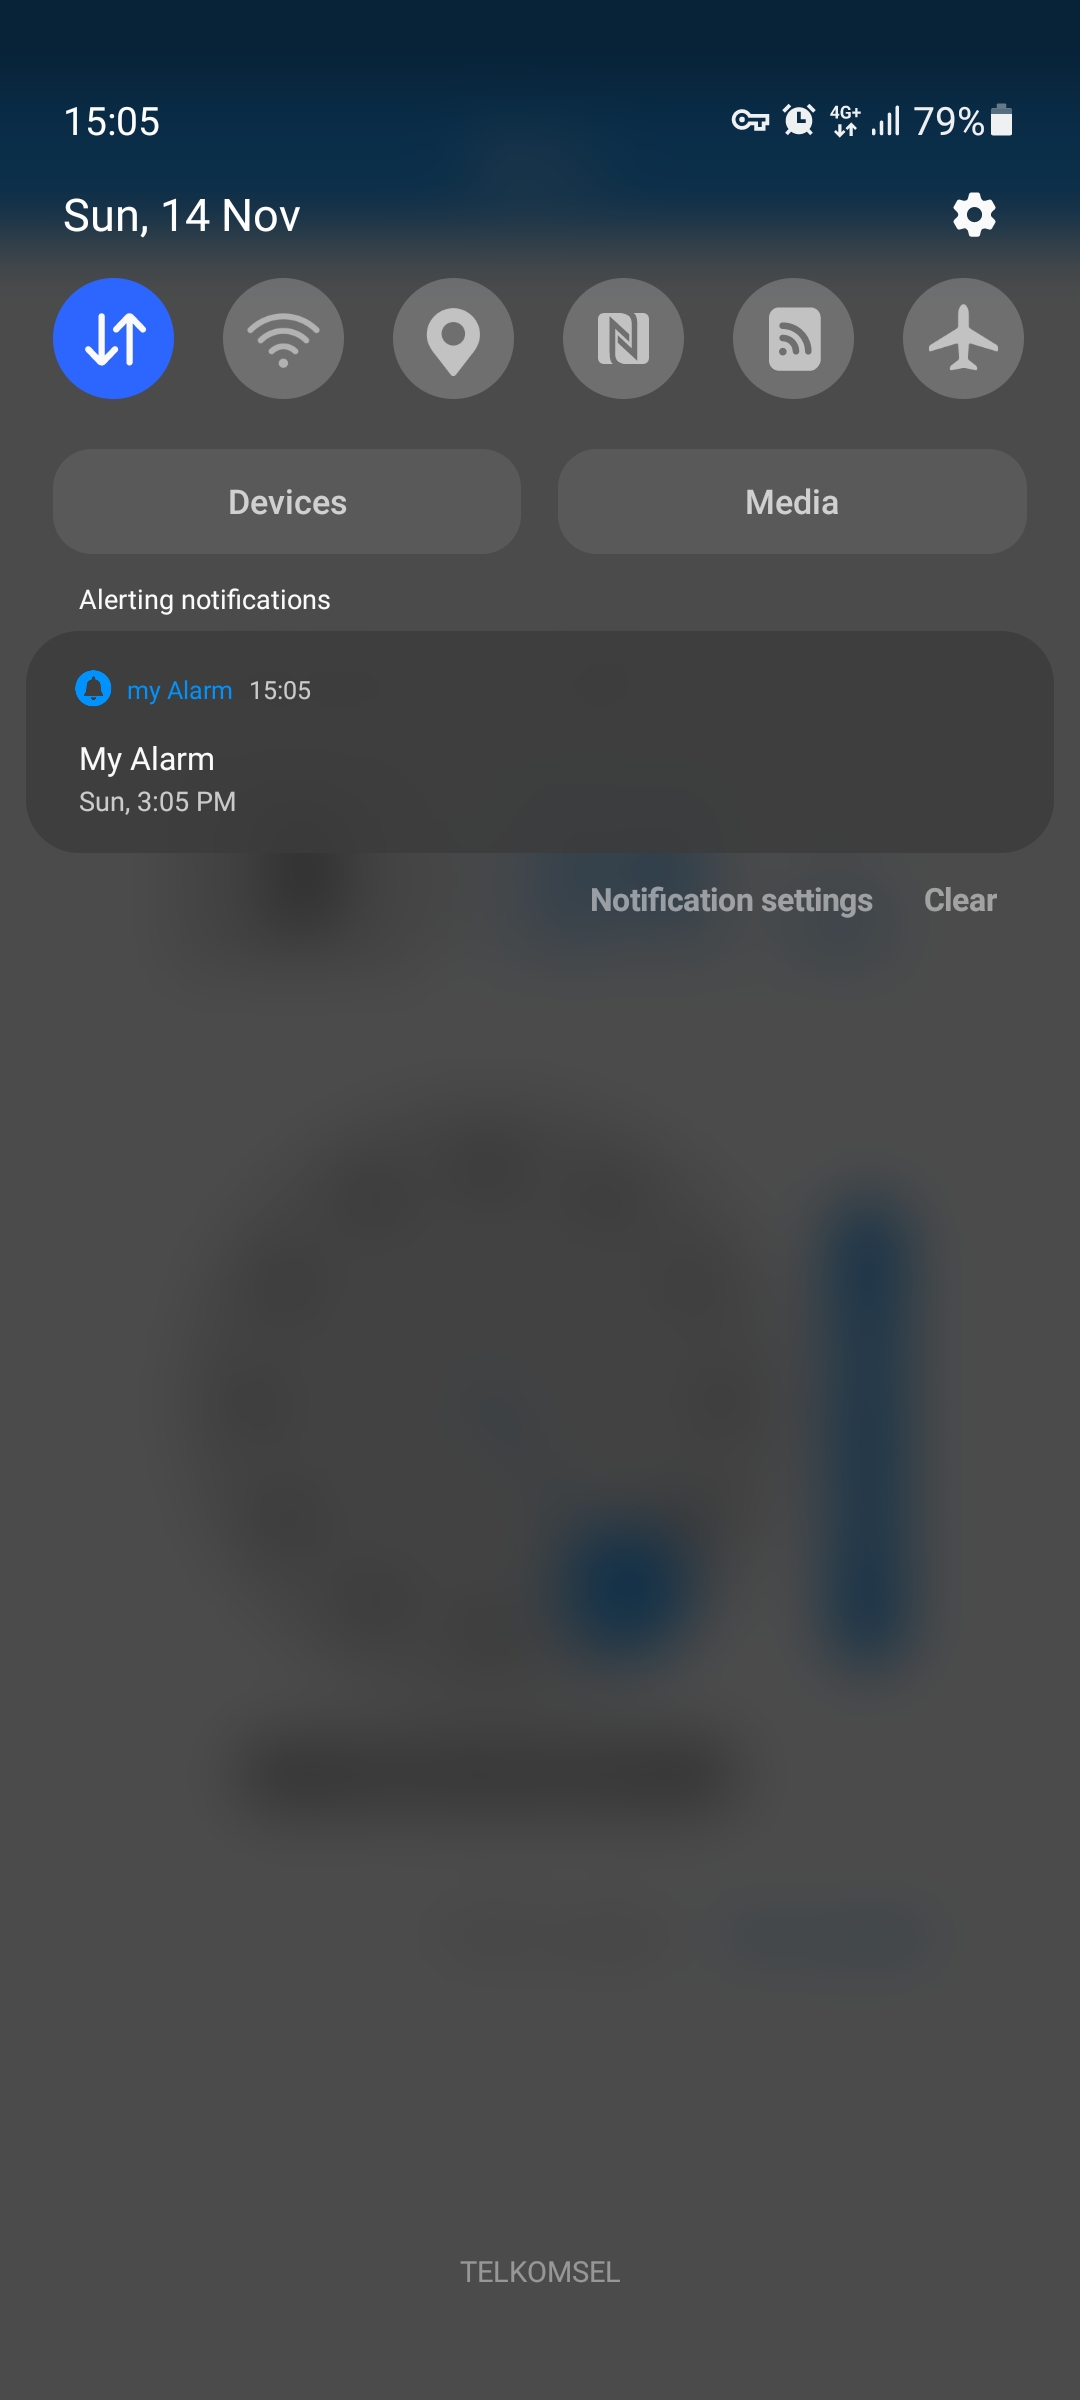 15:05
4G+
79%
Sun, 14 Nov
Devices
Media
Alerting notifications
my Alarm 15:05
My Alarm
Sun, 3:05 PM
Notification settings
Clear
TELKOMSEL